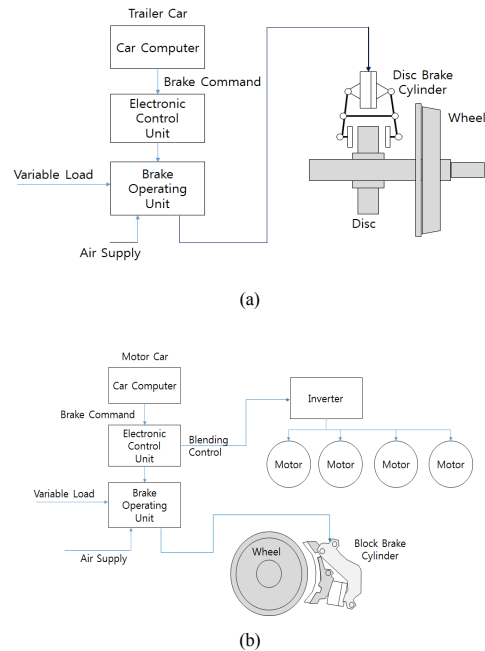 Trailer Car
Car Computer
Brake Command
Electronic
Control
Unit
Variable Load
Brake
Operating
Unit
Air Supply
Disc Brake
Cylinder
Wheel
Disc
(a)
Motor Car
Car Computer
Brake Command
Electronic
Control
Unit
Blending
Control
Inverter
Motor
Motor
Motor
Motor
Variable Load
Brake
Operating
Unit
Air Supply
Wheel
Block Brake
Cylinder
(b)